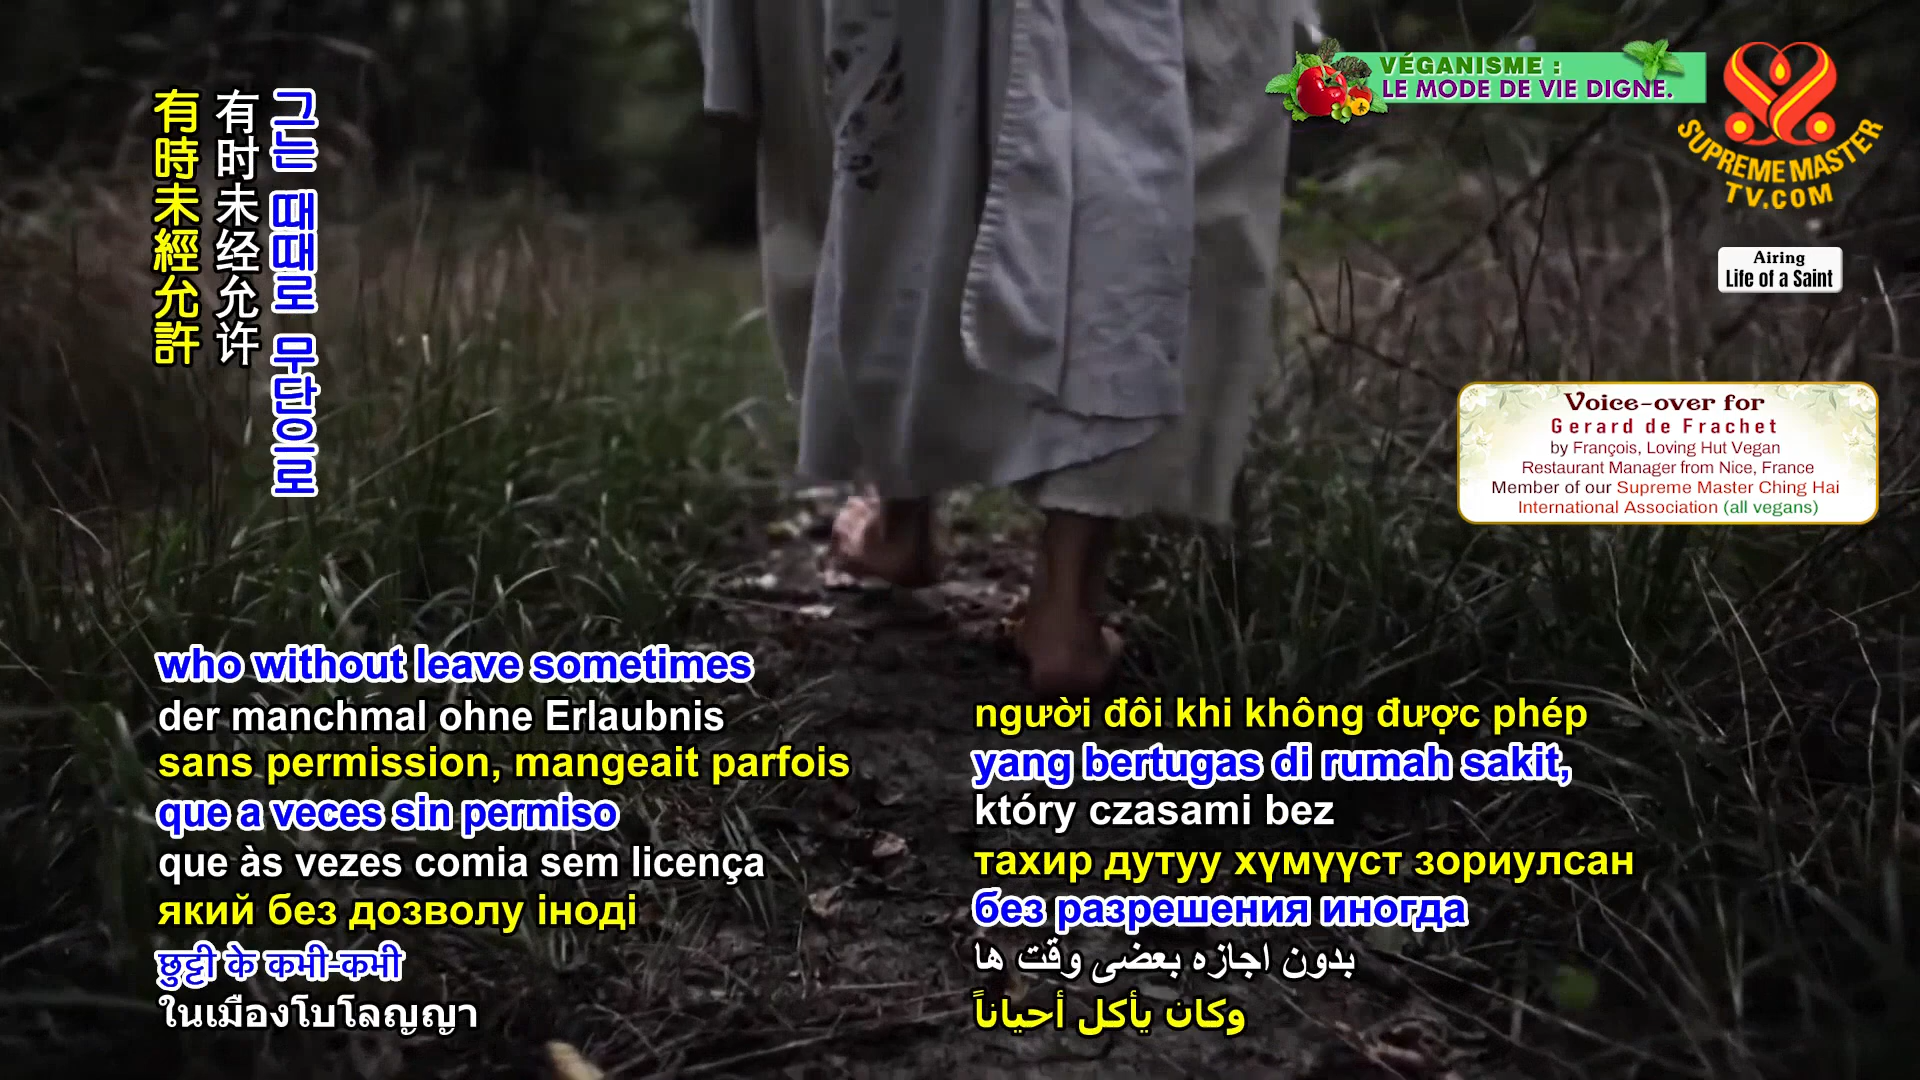 有時未經允許
有时未经允许
그는 때때로 무단으로
VÉGANISME :
LE MODE DE VIE DIGNE.
SUPREME MASTER
TV.COM
Airing
Life of a Saint
Voice-over for
Gerard de Frachet
by François, Loving Hut Vegan
Restaurant Manager from Nice, France
Member of our Supreme Master Ching Hai
International Association (all vegans)
who without leave sometimes
der manchmal ohne Erlaubnis
sans permission, mangeait parfois
que a veces sin permiso
que às vezes comia sem licença
який без дозволу іноді
छुट्टी के कभी-कभी
ในเมืองโบโลญญา
người đôi khi không được phép
yang bertugas di rumah sakit,
który czasami bez
тахир дутуу хүмүүст зориулсан
без разрешения иногда
بدون اجازه بعضی وقت ها
وكان يأكل أحياناً